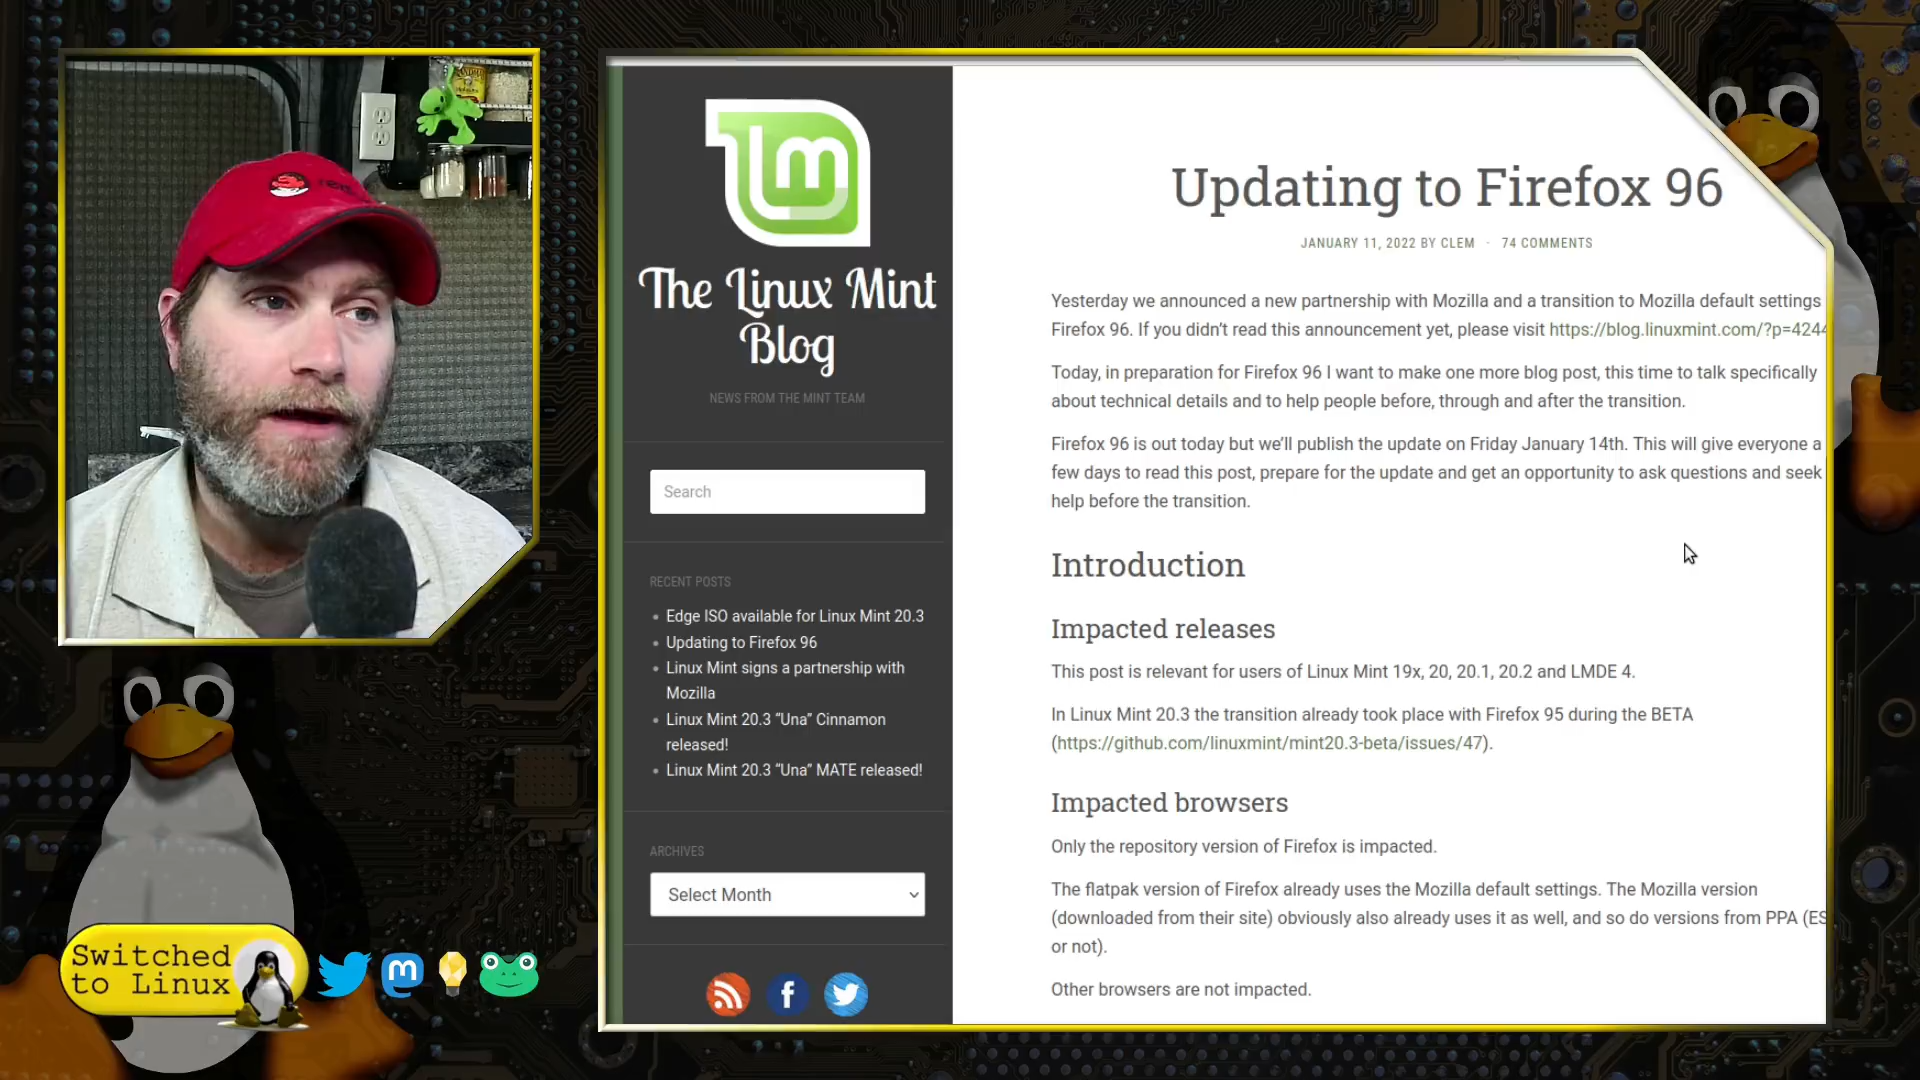 The Linux Mint
Blog
NEWS FROM THE MINT TEAM
Search
RECENT POSTS
Edge ISO available for Linux Mint 20.3
Updating to Firefox 96
Linux Mint signs a partnership with
Mozilla
Linux Mint 20.3 “Una” Cinnamon
released!
Linux Mint 20.3 “Una” MATE released!
ARCHIVES
Select Month
Updating to Firefox 96
JANUARY 11, 2022 BY CLEM · 74 COMMENTS
Yesterday we announced a new partnership with Mozilla and a transition to Mozilla default settings
Firefox 96. If you didn’t read this announcement yet, please visit https://blog.linuxmint.com/?p=4244
Today, in preparation for Firefox 96 I want to make one more blog post, this time to talk specifically
about technical details and to help people before, through and after the transition.
Firefox 96 is out today but we’ll publish the update on Friday January 14th. This will give everyone a
few days to read this post, prepare for the update and get an opportunity to ask questions and seek
help before the transition.
Introduction
Impacted releases
This post is relevant for users of Linux Mint 19x, 20, 20.1, 20.2 and LMDE 4.
In Linux Mint 20.3 the transition already took place with Firefox 95 during the BETA
(https://github.com/linuxmint/mint20.3-beta/issues/47).
Impacted browsers
Only the repository version of Firefox is impacted.
The flatpak version of Firefox already uses the Mozilla default settings. The Mozilla version
(downloaded from their site) obviously also already uses it as well, and so do versions from PPA (ES
or not).
Other browsers are not impacted.
Switched
to Linux